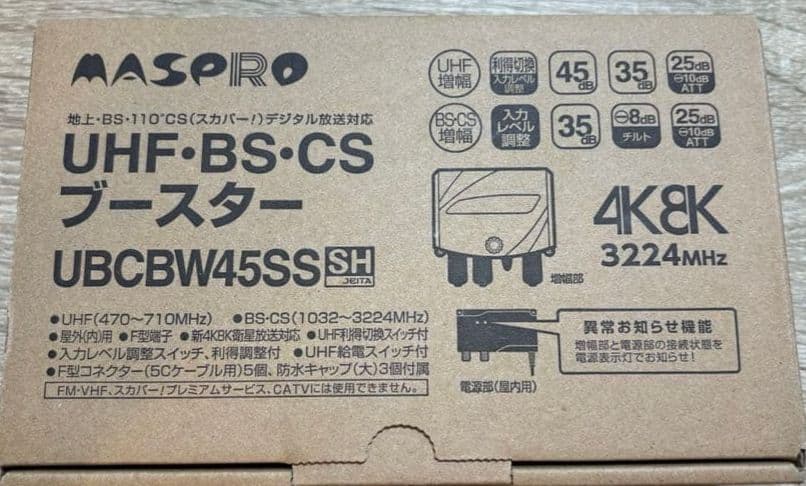 MASPRO
地上・BS・110°CS(スカパー!)デジタル放送対応
UHF・BS・CS
ブースター
UBCBW45SS SH
JEITA
UHF増幅 利得切換 入力レベル調整 45dB 35dB 25dB ⊖10dB ATT
BS・CS増幅 入力レベル調整 35dB ⊖8dB チルト 25dB ⊖10dB ATT
増幅部
4K8K
3224MHz
●UHF(470〜710MHz) ●BS・CS(1032〜3224MHz)
●屋外(内)用 ●F型端子 ●新4K8K衛星放送対応 ●UHF利得切換スイッチ付
●入力レベル調整スイッチ、利得調整付 ●UHF給電スイッチ付
●F型コネクター(5Cケーブル用)5個、防水キャップ(大)3個付属
FM・VHF、スカパー!プレミアムサービス、CATVには使用できません。
電源部(屋内用)
異常お知らせ機能
増幅部と電源部の接続状態を
電源表示灯でお知らせ!